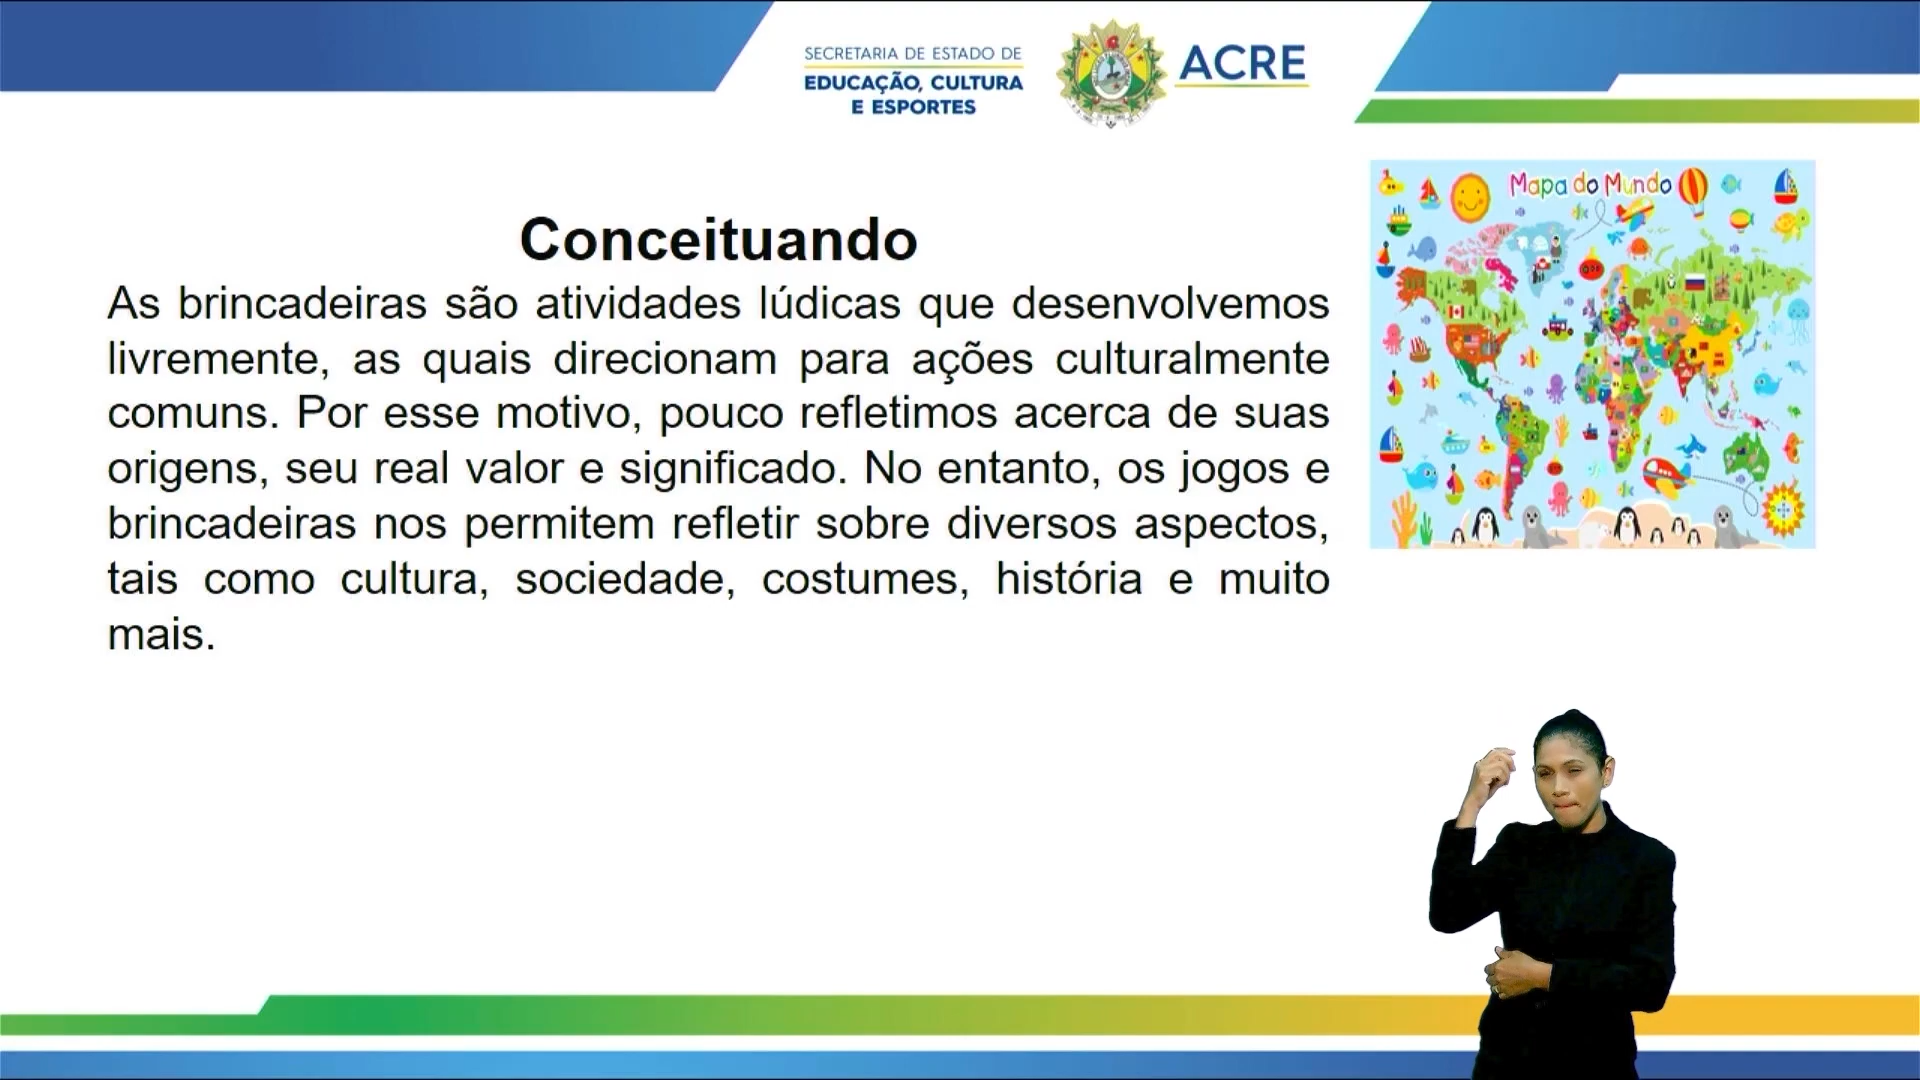 SECRETARIA DE ESTADO DE
EDUCAÇÃO, CULTURA
E ESPORTES
ACRE
Mapa do Mundo
Conceituando
As brincadeiras são atividades lúdicas que desenvolvemos
livremente, as quais direcionam para ações culturalmente
comuns. Por esse motivo, pouco refletimos acerca de suas
origens, seu real valor e significado. No entanto, os jogos e
brincadeiras nos permitem refletir sobre diversos aspectos,
tais como cultura, sociedade, costumes, história e muito
mais.